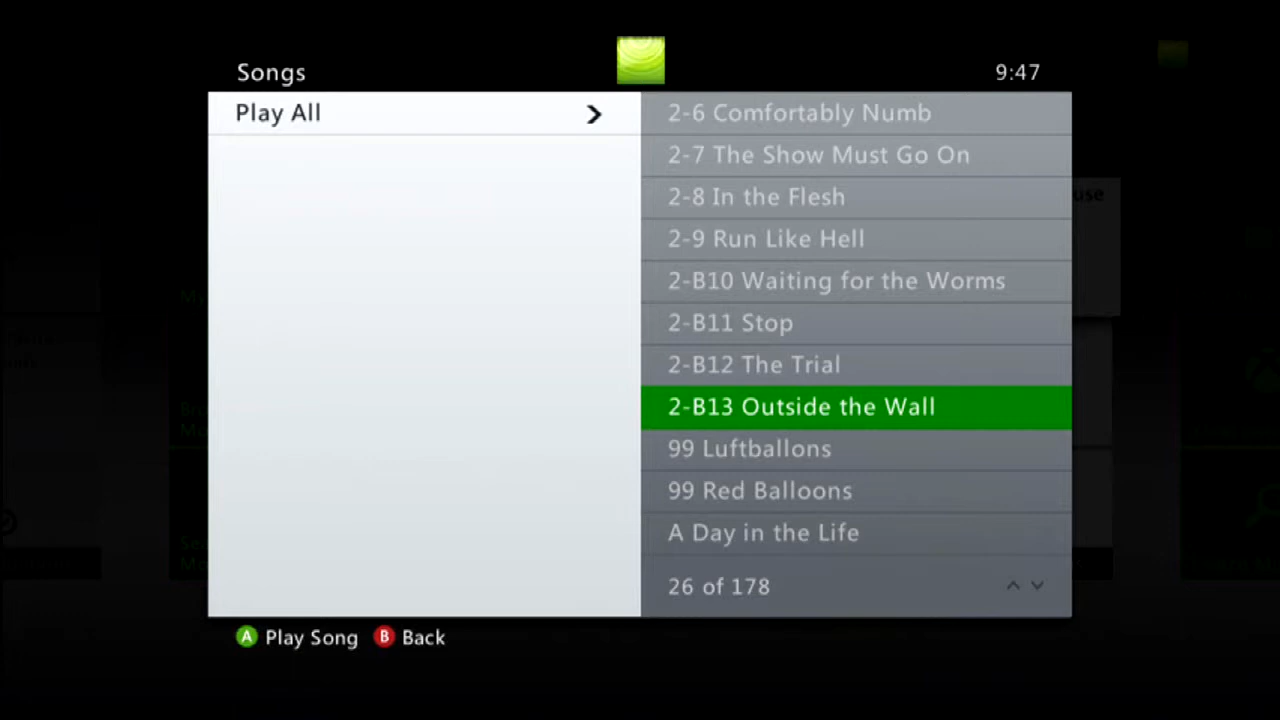 Songs
9:47
Play All
2-6 Comfortably Numb
2-7 The Show Must Go On
2-8 In the Flesh
2-9 Run Like Hell
2-B10 Waiting for the Worms
2-B11 Stop
2-B12 The Trial
2-B13 Outside the Wall
99 Luftballons
99 Red Balloons
A Day in the Life
26 of 178
A Play Song B Back